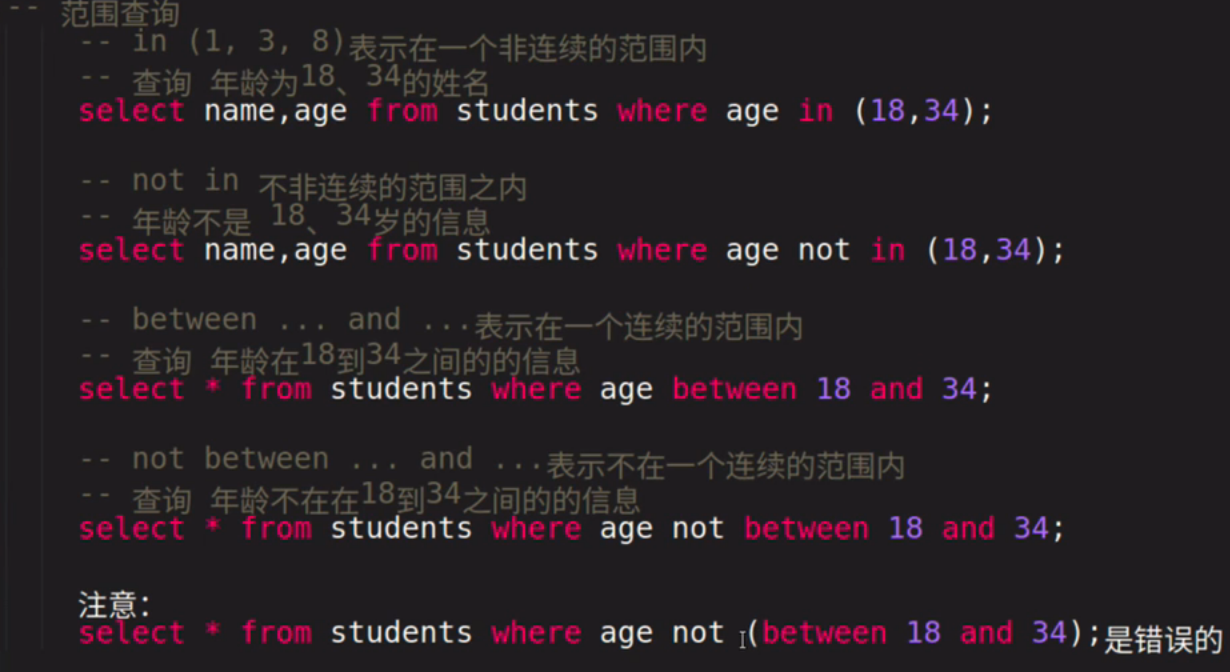 -- 范围查询
-- in (1, 3, 8)表示在一个非连续的范围内
-- 查询 年龄为18、34的姓名
select name,age from students where age in (18,34);
-- not in 不非连续的范围之内
-- 年龄不是 18、34岁的信息
select name,age from students where age not in (18,34);
-- between ... and ...表示在一个连续的范围内
-- 查询 年龄在18到34之间的的信息
select * from students where age between 18 and 34;
-- not between ... and ...表示不在一个连续的范围内
-- 查询 年龄不在在18到34之间的的信息
select * from students where age not between 18 and 34;
注意：
select * from students where age not (between 18 and 34);是错误的